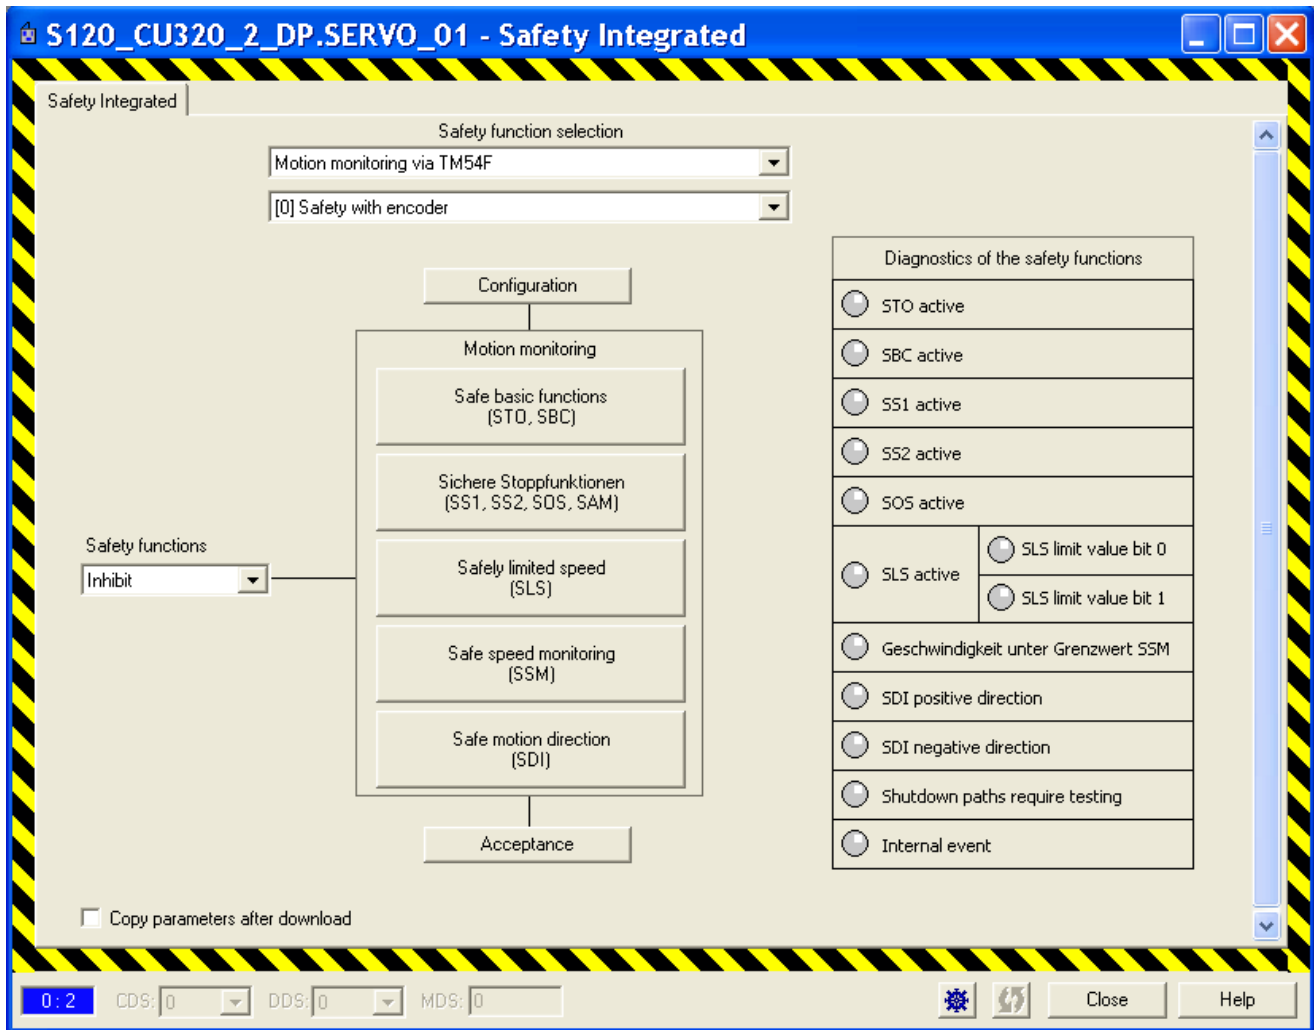 S120_CU320_2_DP.SERVO_01 - Safety Integrated
Safety Integrated
Safety function selection
Motion monitoring via TM54F
[0] Safety with encoder
Configuration
Motion monitoring
Safe basic functions
(STO, SBC)
Sichere Stoppfunktionen
(SS1, SS2, SOS, SAM)
Safety functions
Inhibit
Safely limited speed
(SLS)
Safe speed monitoring
(SSM)
Safe motion direction
(SDI)
Acceptance
Diagnostics of the safety functions
STO active
SBC active
SS1 active
SS2 active
SOS active
SLS active
SLS limit value bit 0
SLS limit value bit 1
Geschwindigkeit unter Grenzwert SSM
SDI positive direction
SDI negative direction
Shutdown paths require testing
Internal event
Copy parameters after download
0 : 2 CDS: 0 DDS: 0 MDS: 0 Close Help